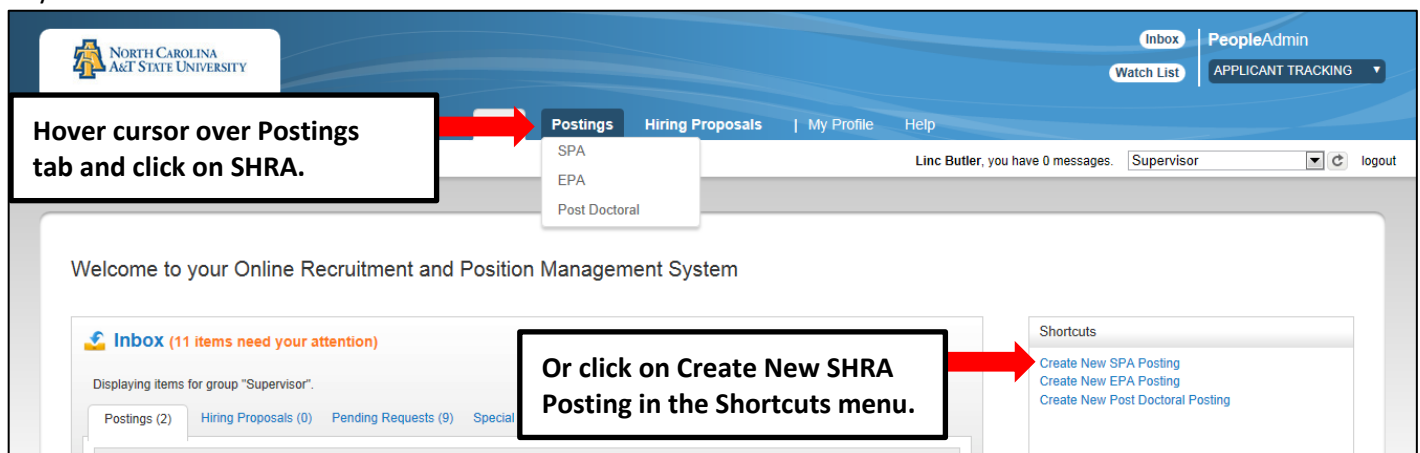 NORTH CAROLINA
A&T STATE UNIVERSITY
Inbox
PeopleAdmin
Watch List
APPLICANT TRACKING
Hover cursor over Postings
tab and click on SHRA.
Postings Hiring Proposals | My Profile Help
SPA
EPA
Post Doctoral
Linc Butler, you have 0 messages. Supervisor logout
Welcome to your Online Recruitment and Position Management System
Inbox (11 items need your attention)
Displaying items for group "Supervisor".
Postings (2) Hiring Proposals (0) Pending Requests (9) Special
Or click on Create New SHRA
Posting in the Shortcuts menu.
Shortcuts
Create New SPA Posting
Create New EPA Posting
Create New Post Doctoral Posting